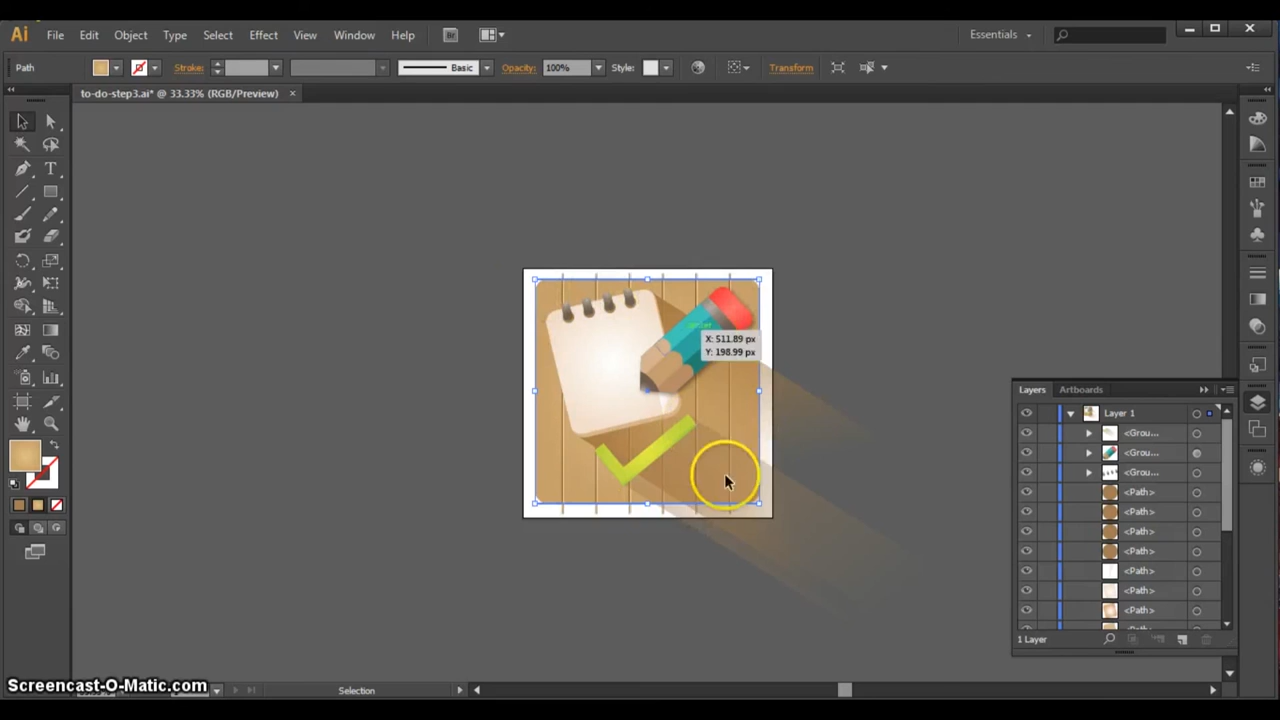 Ai File Edit Object Type Select Effect View Window Help Br Essentials
Path Stroke: Basic Opacity: 100% Style: Transform
to-do-step3.ai* @ 33.33% (RGB/Preview) ×
X: 511.89 px
Y: 198.99 px
Layers Artboards
Layer 1
<Grou...
<Grou...
<Grou...
<Path>
<Path>
<Path>
<Path>
<Path>
<Path>
<Path>
<Path>
1 Layer
Screencast-O-Matic.com
Selection